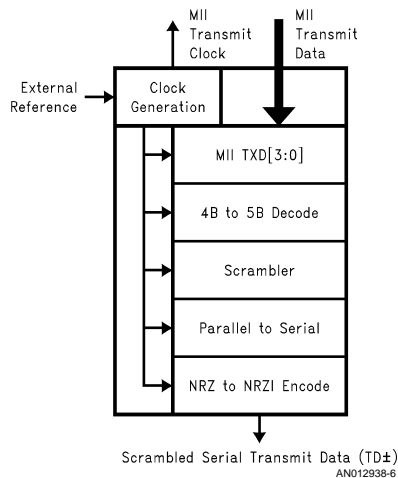 MII
Transmit
Clock
MII
Transmit
Data
External
Reference
Clock
Generation
MII TXD[3:0]
4B to 5B Decode
Scrambler
Parallel to Serial
NRZ to NRZI Encode
Scrambled Serial Transmit Data (TD±)
AN012938-6